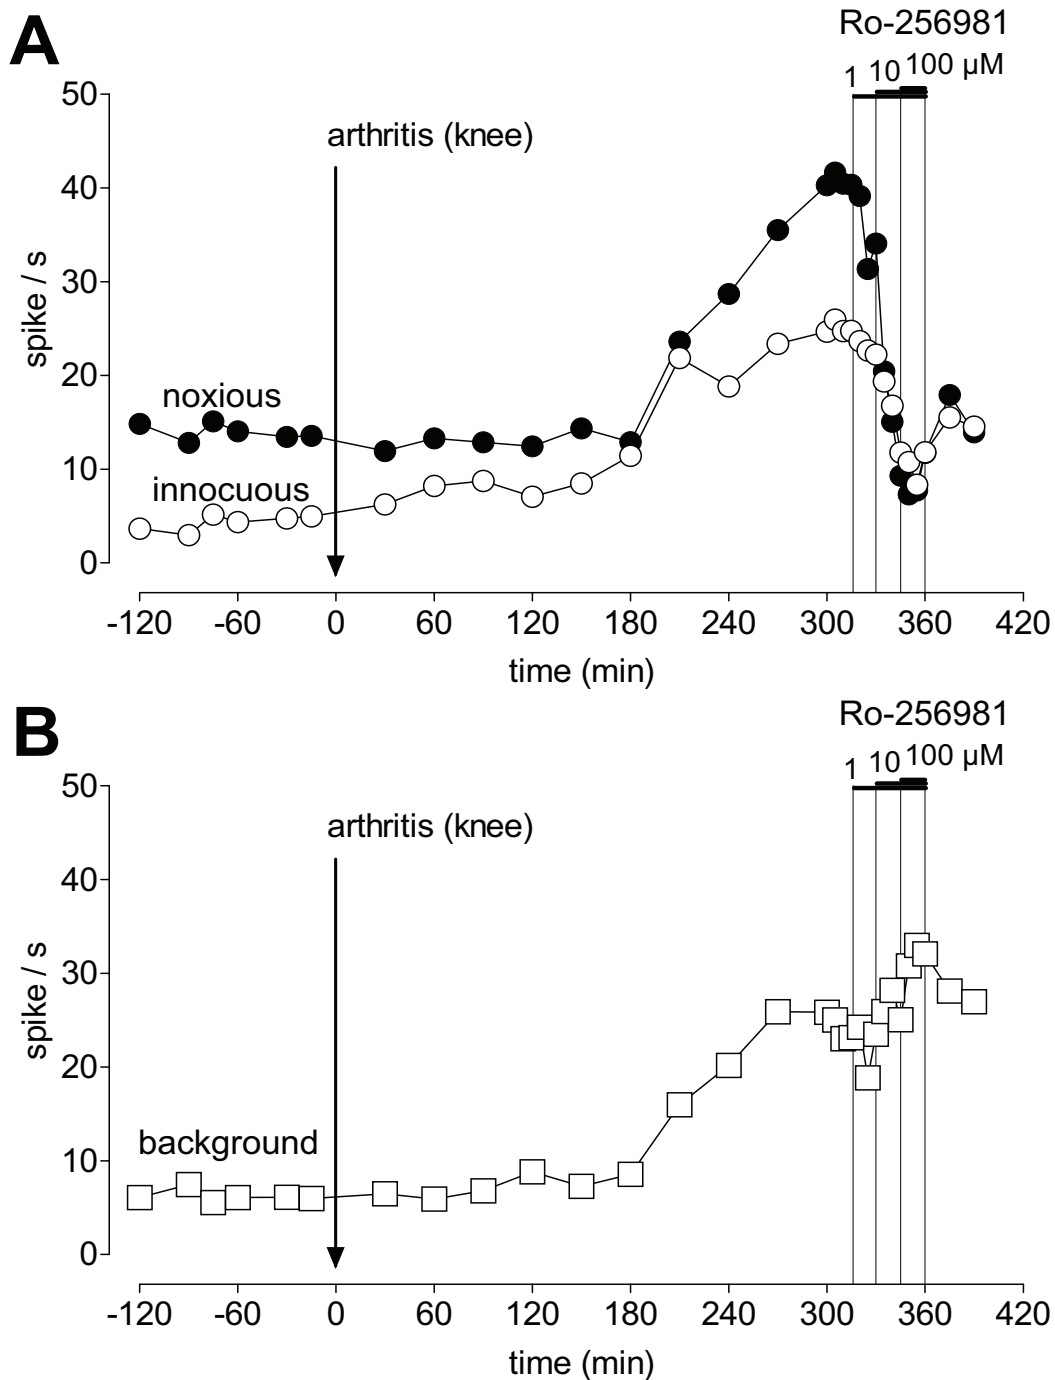 A
Ro-256981
1 10 100 µM
50
arthritis (knee)
40
30
spike / s
20
noxious
10
innocuous
0
-120 -60 0 60 120 180 240 300 360 420
time (min)
B
Ro-256981
1 10 100 µM
50
arthritis (knee)
40
30
spike / s
20
background
10
0
-120 -60 0 60 120 180 240 300 360 420
time (min)